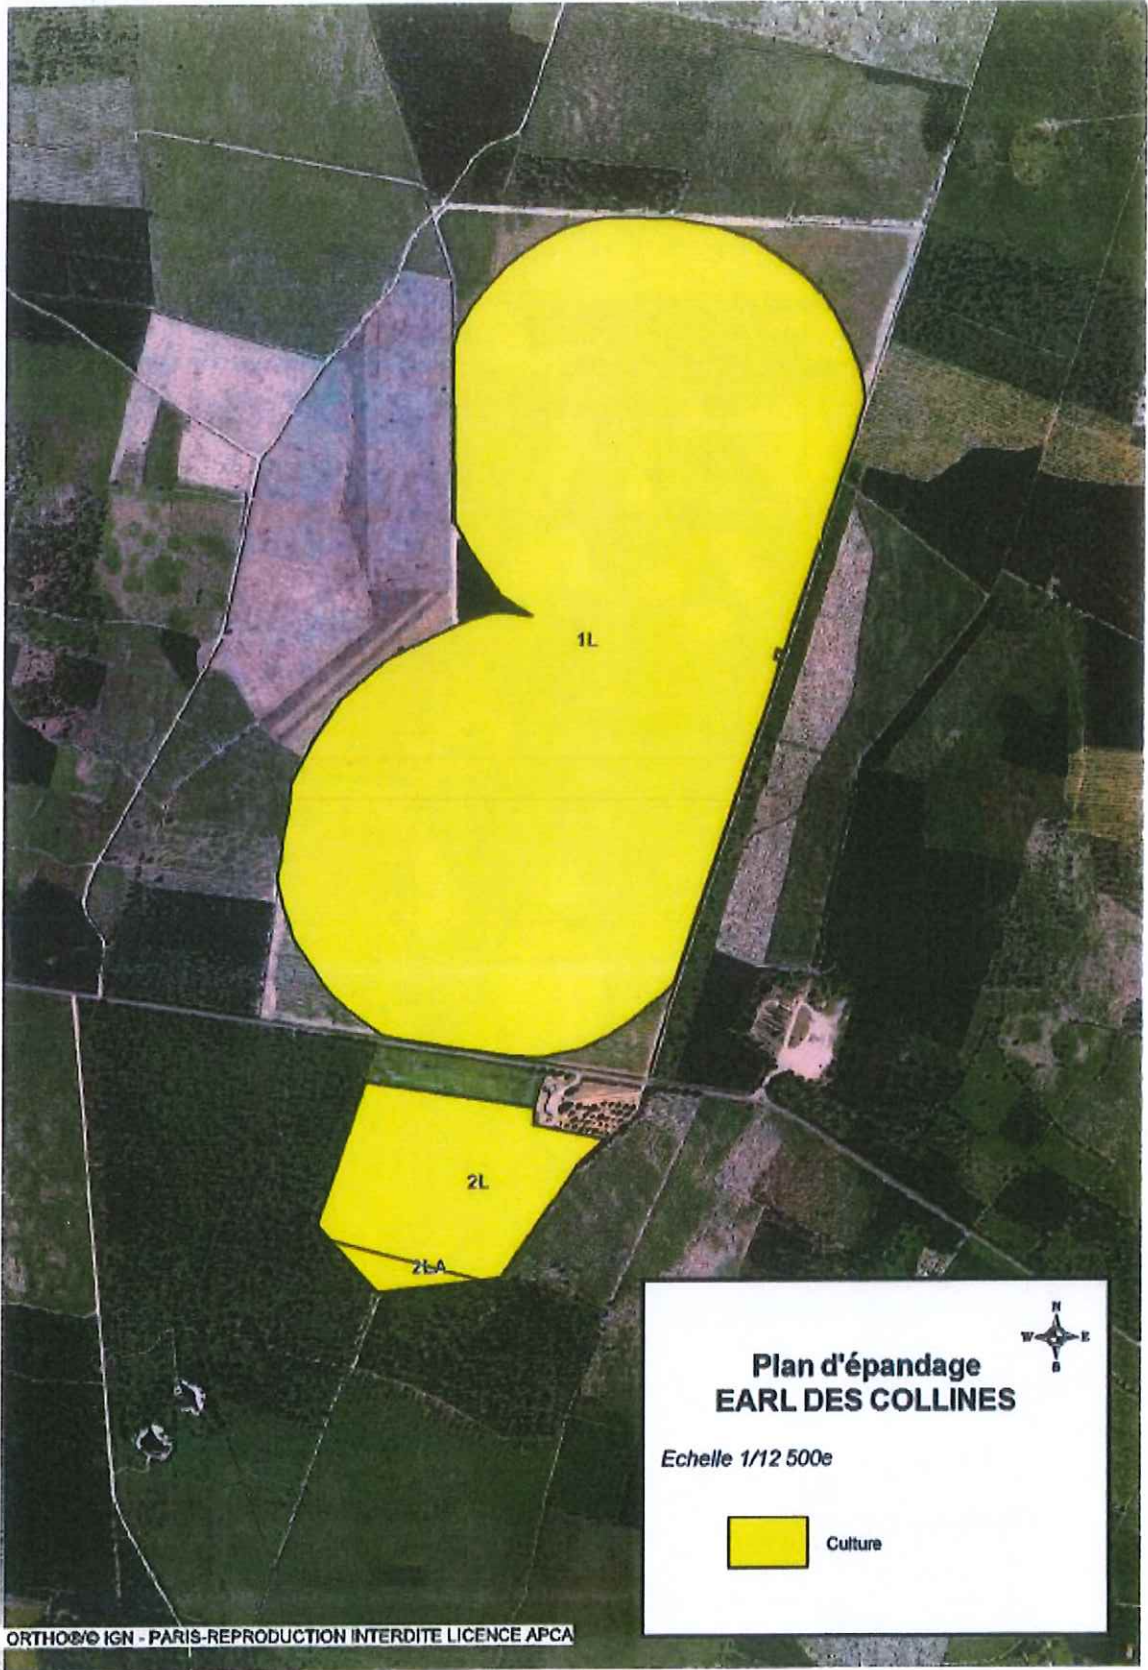 1L
2L
2LA
N
W E
S
Plan d'épandage
EARL DES COLLINES
Echelle 1/12 500e
Culture
ORTHO®/© IGN - PARIS-REPRODUCTION INTERDITE LICENCE APCA